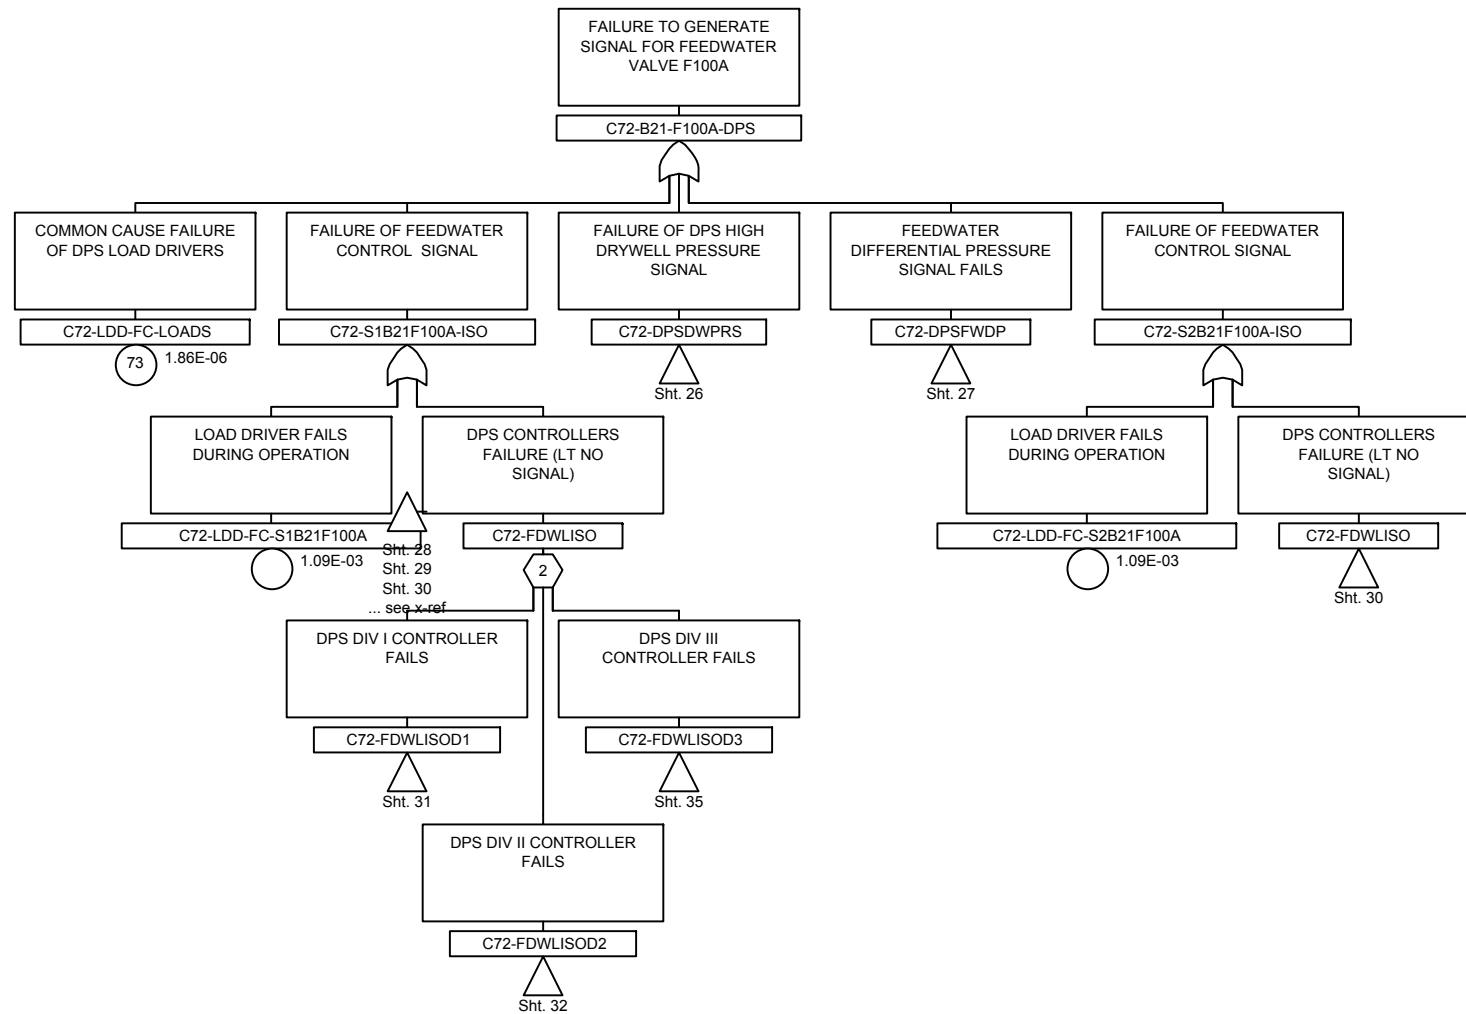 FAILURE TO GENERATE
SIGNAL FOR FEEDWATER
VALVE F100A
C72-B21-F100A-DPS
COMMON CAUSE FAILURE
OF DPS LOAD DRIVERS
C72-LDD-FC-LOADS
73
1.86E-06
FAILURE OF FEEDWATER
CONTROL SIGNAL
C72-S1B21F100A-ISO
FAILURE OF DPS HIGH
DRYWELL PRESSURE
SIGNAL
C72-DPSDWPRS
Sht. 26
FEEDWATER
DIFFERENTIAL PRESSURE
SIGNAL FAILS
C72-DPSFWDP
Sht. 27
FAILURE OF FEEDWATER
CONTROL SIGNAL
C72-S2B21F100A-ISO
LOAD DRIVER FAILS
DURING OPERATION
C72-LDD-FC-S1B21F100A
1.09E-03
DPS CONTROLLERS
FAILURE (LT NO
SIGNAL)
C72-FDWLISO
Sht. 28
Sht. 29
Sht. 30
... see x-ref
2
LOAD DRIVER FAILS
DURING OPERATION
C72-LDD-FC-S2B21F100A
1.09E-03
DPS CONTROLLERS
FAILURE (LT NO
SIGNAL)
C72-FDWLISO
Sht. 30
DPS DIV I CONTROLLER
FAILS
C72-FDWLISOD1
Sht. 31
DPS DIV III
CONTROLLER FAILS
C72-FDWLISOD3
Sht. 35
DPS DIV II CONTROLLER
FAILS
C72-FDWLISOD2
Sht. 32